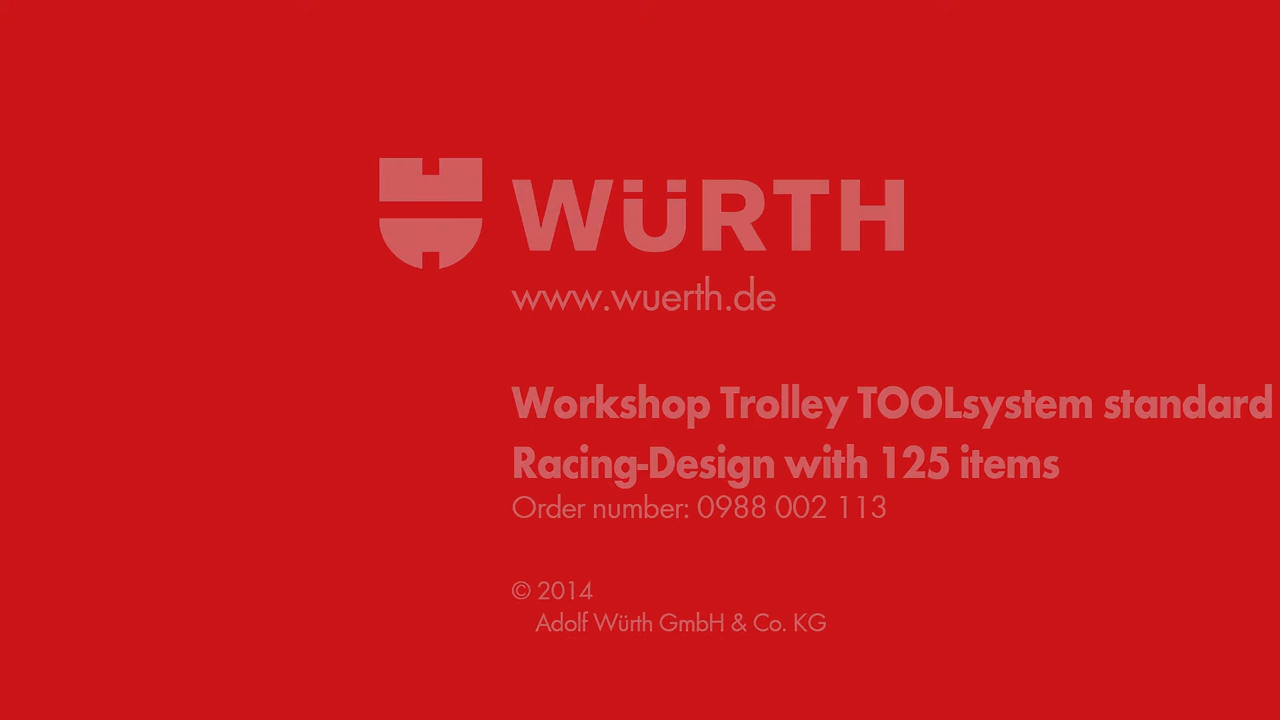 WÜRTH
www.wuerth.de
Workshop Trolley TOOLsystem standard
Racing-Design with 125 items
Order number: 0988 002 113
© 2014
Adolf Würth GmbH & Co. KG